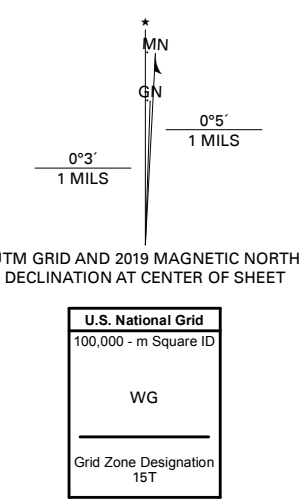 ★
MN
GN
0°5´
1 MILS
0°3´
1 MILS
UTM GRID AND 2019 MAGNETIC NORTH
DECLINATION AT CENTER OF SHEET
U.S. National Grid
100,000 - m Square ID
WG
Grid Zone Designation
15T